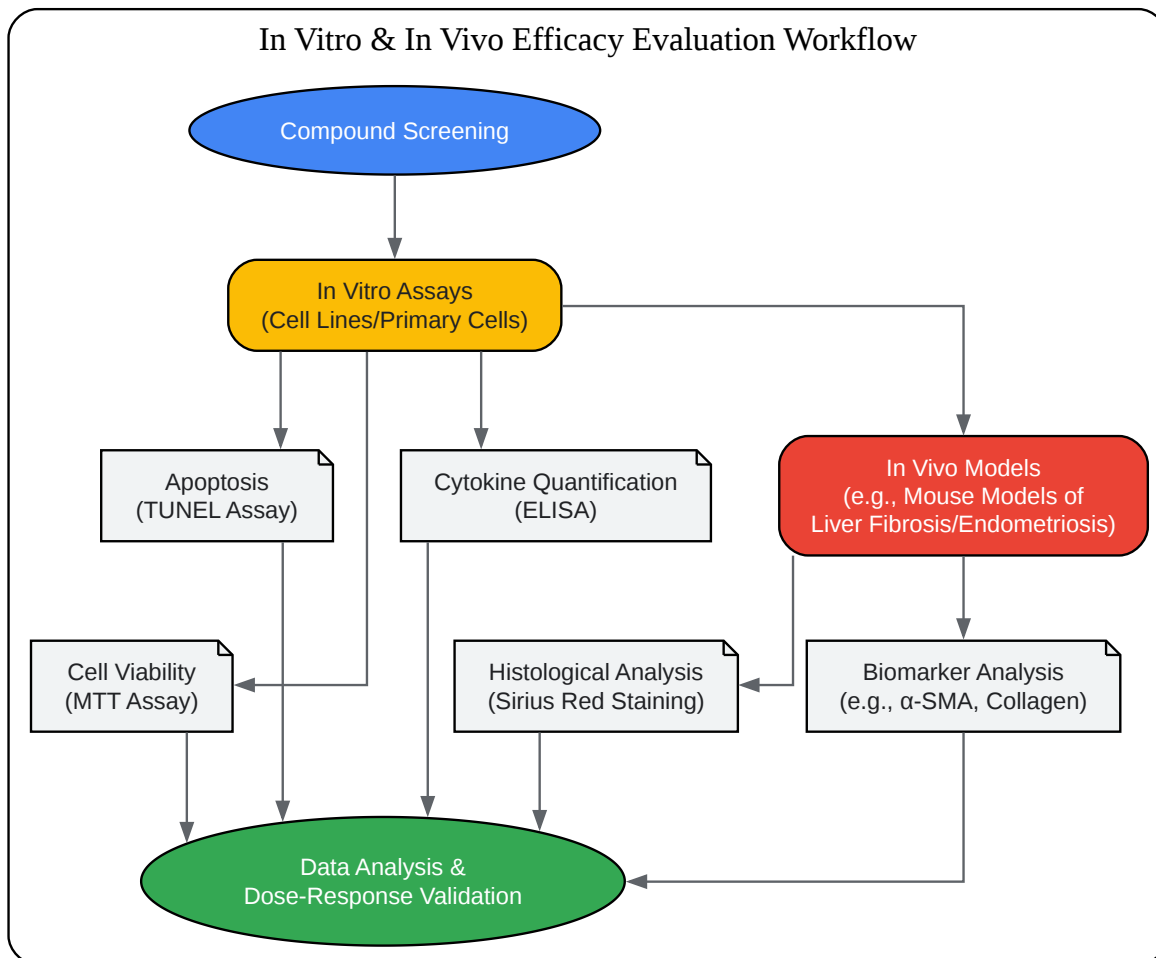 In Vitro & In Vivo Efficacy Evaluation Workflow
Compound Screening
In Vitro Assays
(Cell Lines/Primary Cells)
Apoptosis
(TUNEL Assay)
Cytokine Quantification
(ELISA)
In Vivo Models
(e.g., Mouse Models of
Liver Fibrosis/Endometriosis)
Cell Viability
(MTT Assay)
Histological Analysis
(Sirius Red Staining)
Biomarker Analysis
(e.g., α-SMA, Collagen)
Data Analysis &
Dose-Response Validation